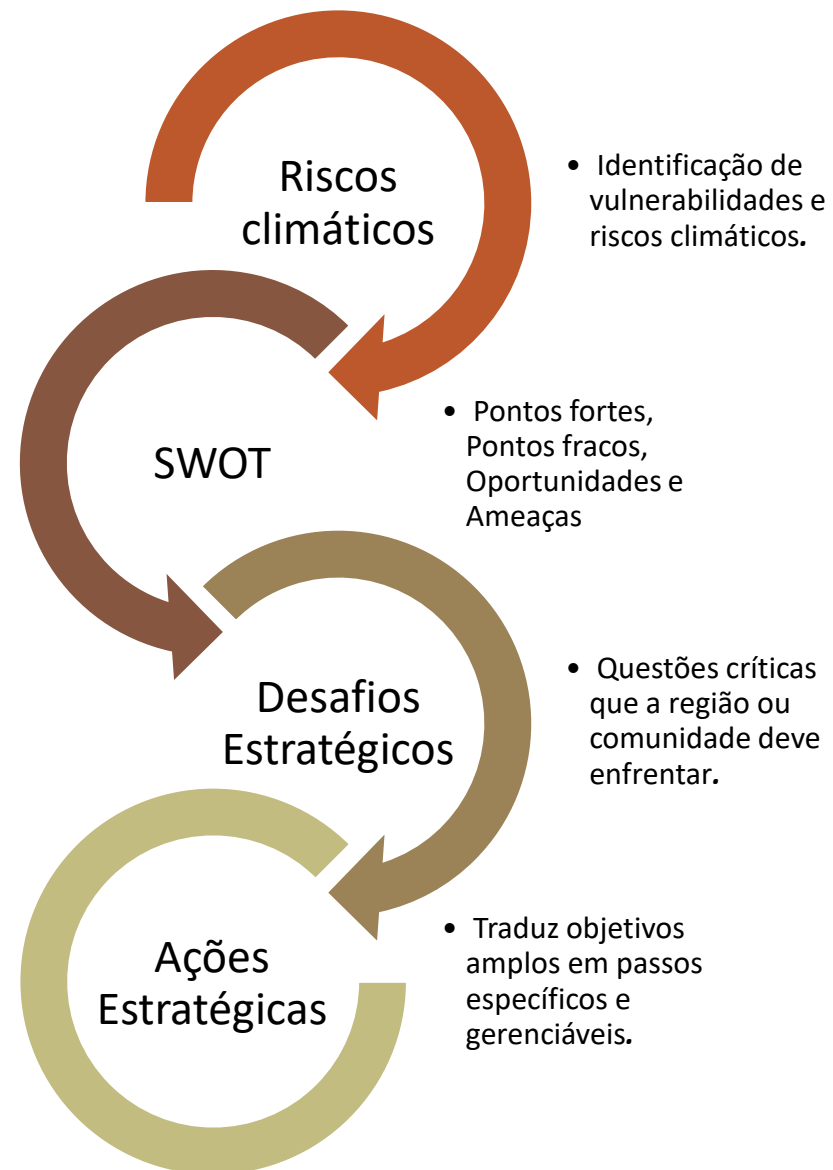 Riscos
climáticos
• Identificação de
vulnerabilidades e
riscos climáticos.
SWOT
• Pontos fortes,
Pontos fracos,
Oportunidades e
Ameaças
Desafios
Estratégicos
• Questões críticas
que a região ou
comunidade deve
enfrentar.
Ações
Estratégicas
• Traduz objetivos
amplos em passos
específicos e
gerenciáveis.